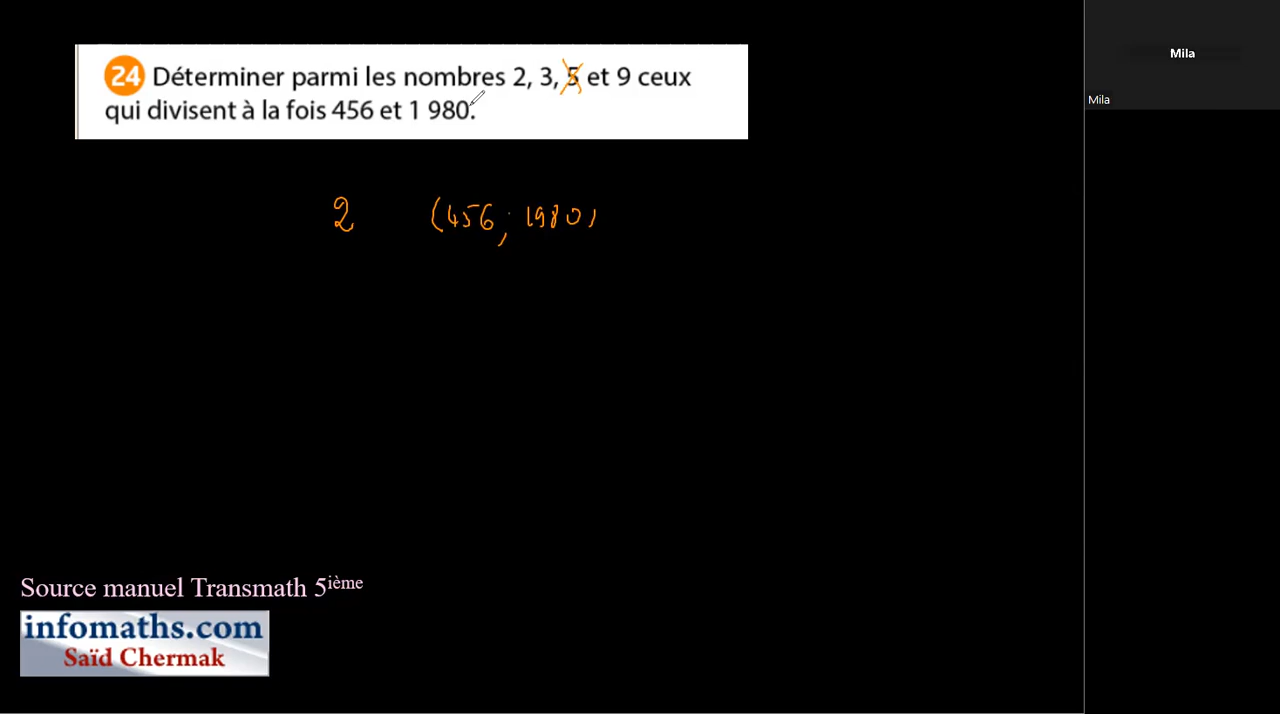 Mila
Mila
24 Déterminer parmi les nombres 2, 3, 5 et 9 ceux
qui divisent à la fois 456 et 1 980.
2 (456 ; 1980)
Source manuel Transmath 5ième
infomaths.com
Saïd Chermak